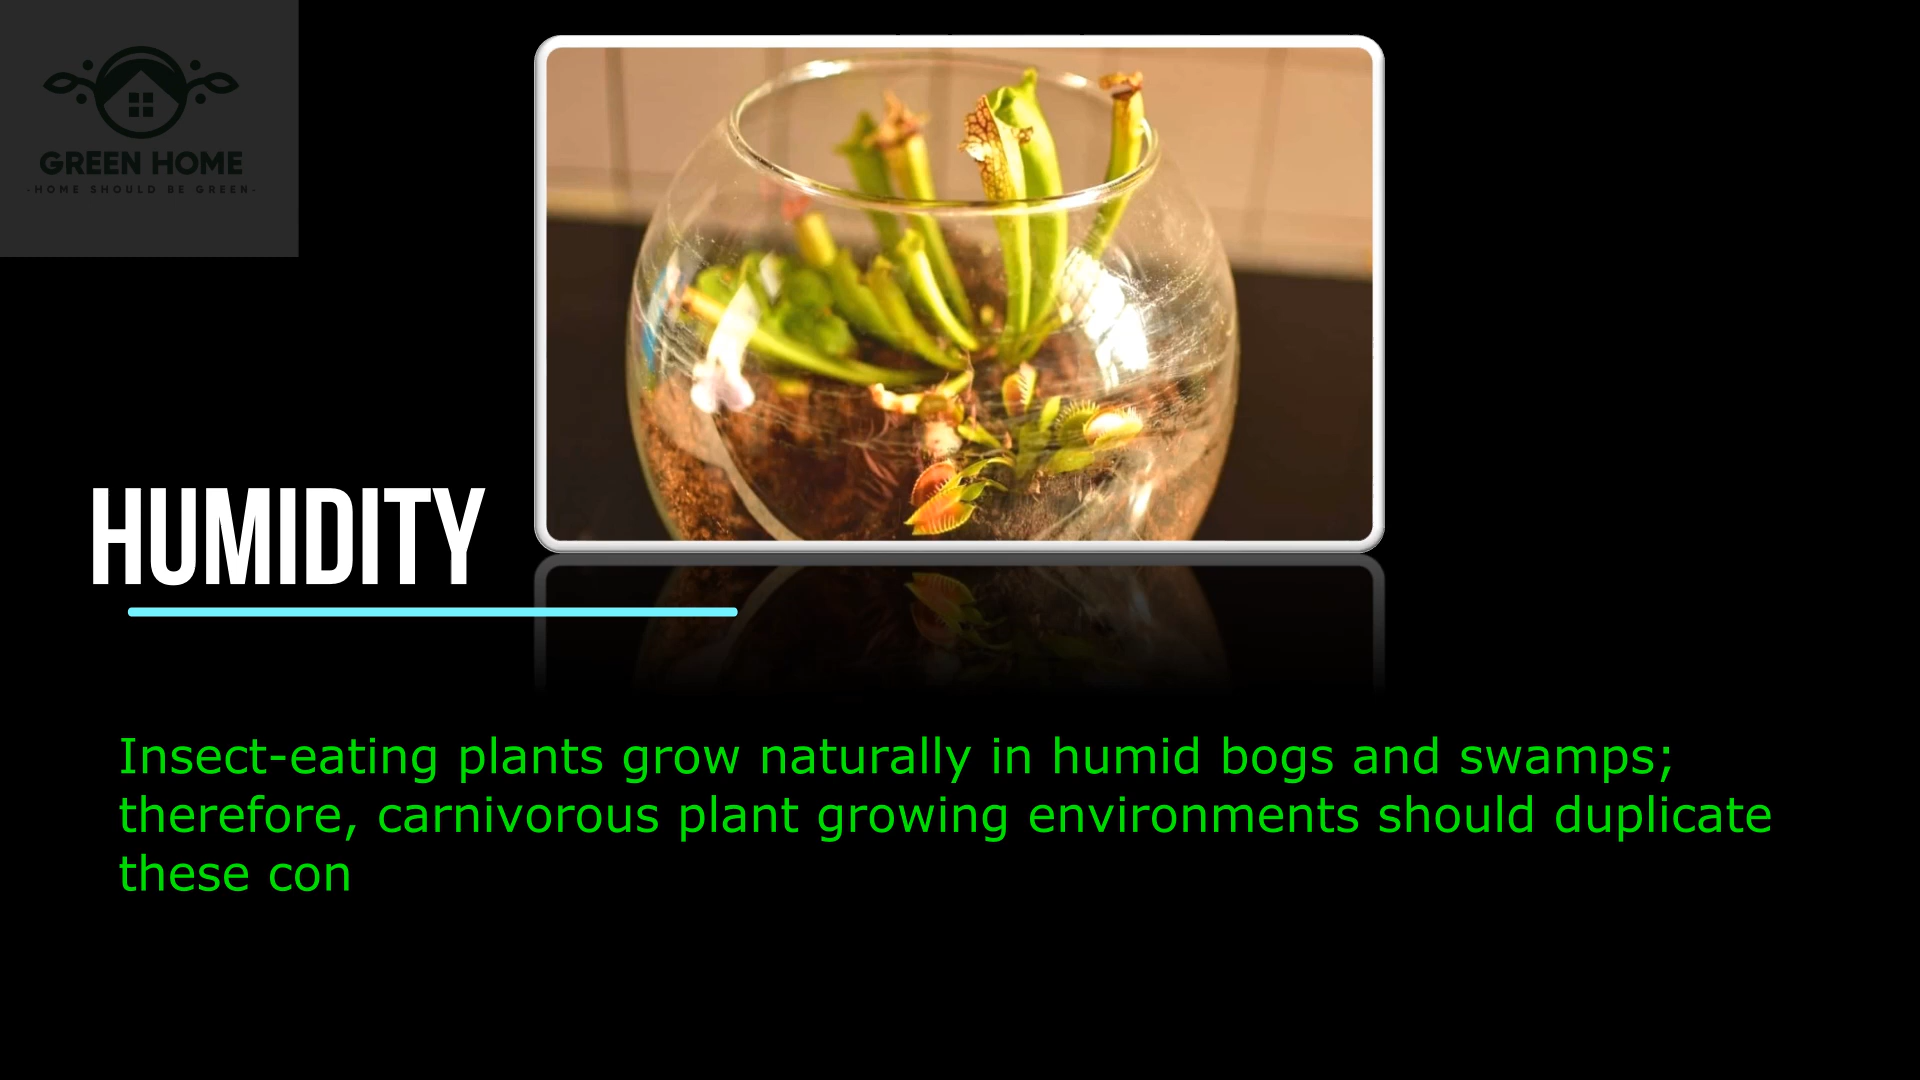 GREEN HOME
-HOME SHOULD BE GREEN-
HUMIDITY
Insect-eating plants grow naturally in humid bogs and swamps;
therefore, carnivorous plant growing environments should duplicate
these con